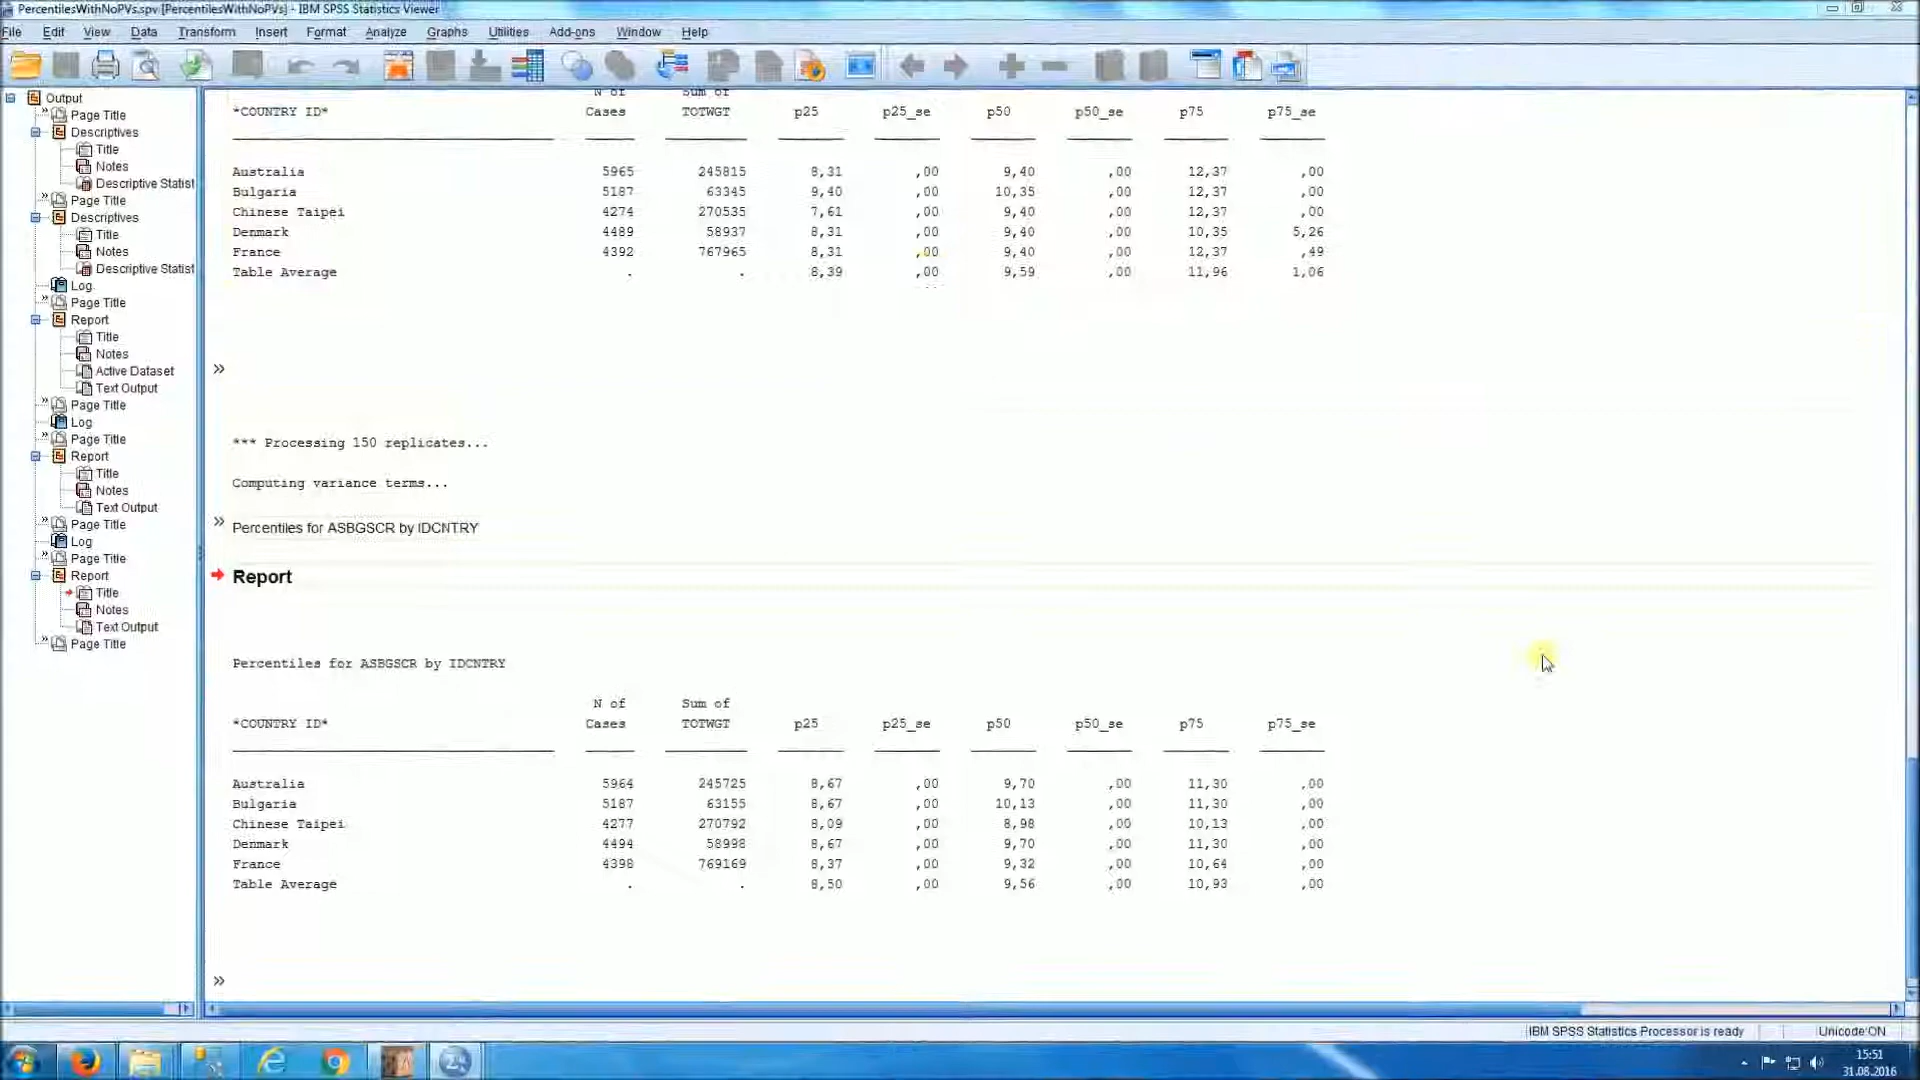 PercentilesWithNoPVs.spv [PercentilesWithNoPVs] - IBM SPSS Statistics Viewer
File Edit View Data Transform Insert Format Analyze Graphs Utilities Add-ons Window Help
Output
Page Title
Descriptives
Title
Notes
Descriptive Statist
Page Title
Descriptives
Title
Notes
Descriptive Statist
Log
Page Title
Report
Title
Notes
Active Dataset
Text Output
Page Title
Log
Page Title
Report
Title
Notes
Text Output
Page Title
Log
Page Title
Report
Title
Notes
Text Output
Page Title
N of Sum of
*COUNTRY ID* Cases TOTWGT p25 p25_se p50 p50_se p75 p75_se
Australia 5965 245815 8,31 ,00 9,40 ,00 12,37 ,00
Bulgaria 5187 63345 9,40 ,00 10,35 ,00 12,37 ,00
Chinese Taipei 4274 270535 7,61 ,00 9,40 ,00 12,37 ,00
Denmark 4489 58937 8,31 ,00 9,40 ,00 10,35 5,26
France 4392 767965 8,31 ,00 9,40 ,00 12,37 ,49
Table Average . . 8,39 ,00 9,59 ,00 11,96 1,06
*** Processing 150 replicates...
Computing variance terms...
Percentiles for ASBGSCR by IDCNTRY
Report
Percentiles for ASBGSCR by IDCNTRY
N of Sum of
*COUNTRY ID* Cases TOTWGT p25 p25_se p50 p50_se p75 p75_se
Australia 5964 245725 8,67 ,00 9,70 ,00 11,30 ,00
Bulgaria 5187 63155 8,67 ,00 10,13 ,00 11,30 ,00
Chinese Taipei 4277 270792 8,09 ,00 8,98 ,00 10,13 ,00
Denmark 4494 58998 8,67 ,00 9,70 ,00 11,30 ,00
France 4398 769169 8,37 ,00 9,32 ,00 10,64 ,00
Table Average . . 8,50 ,00 9,56 ,00 10,93 ,00
IBM SPSS Statistics Processor is ready Unicode:ON
15:51
31.08.2016